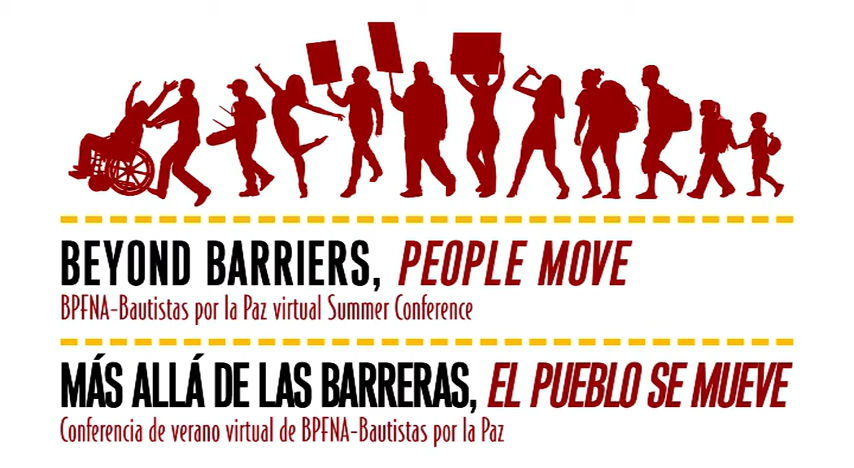 BEYOND BARRIERS, PEOPLE MOVE
BPFNA-Bautistas por la Paz virtual Summer Conference
MÁS ALLÁ DE LAS BARRERAS, EL PUEBLO SE MUEVE
Conferencia de verano virtual de BPFNA-Bautistas por la Paz